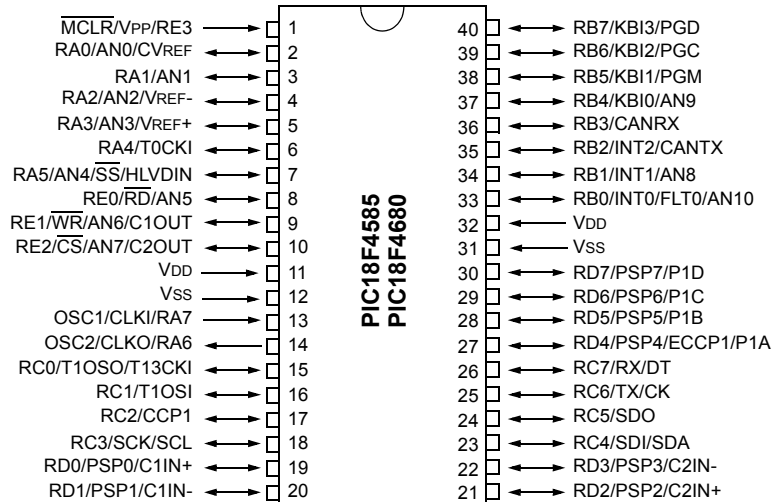 MCLR/VPP/RE3 1
RA0/AN0/CVREF 2
RA1/AN1 3
RA2/AN2/VREF- 4
RA3/AN3/VREF+ 5
RA4/T0CKI 6
RA5/AN4/SS/HLVDIN 7
RE0/RD/AN5 8
RE1/WR/AN6/C1OUT 9
RE2/CS/AN7/C2OUT 10
VDD 11
VSS 12
OSC1/CLKI/RA7 13
OSC2/CLKO/RA6 14
RC0/T1OSO/T13CKI 15
RC1/T1OSI 16
RC2/CCP1 17
RC3/SCK/SCL 18
RD0/PSP0/C1IN+ 19
RD1/PSP1/C1IN- 20
PIC18F4585
PIC18F4680
40 RB7/KBI3/PGD
39 RB6/KBI2/PGC
38 RB5/KBI1/PGM
37 RB4/KBI0/AN9
36 RB3/CANRX
35 RB2/INT2/CANTX
34 RB1/INT1/AN8
33 RB0/INT0/FLT0/AN10
32 VDD
31 VSS
30 RD7/PSP7/P1D
29 RD6/PSP6/P1C
28 RD5/PSP5/P1B
27 RD4/PSP4/ECCP1/P1A
26 RC7/RX/DT
25 RC6/TX/CK
24 RC5/SDO
23 RC4/SDI/SDA
22 RD3/PSP3/C2IN-
21 RD2/PSP2/C2IN+